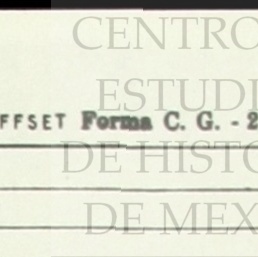 CENTRO
ESTUDI
FFSET Forma C. G. - 2
DE HISTO
DE MEX